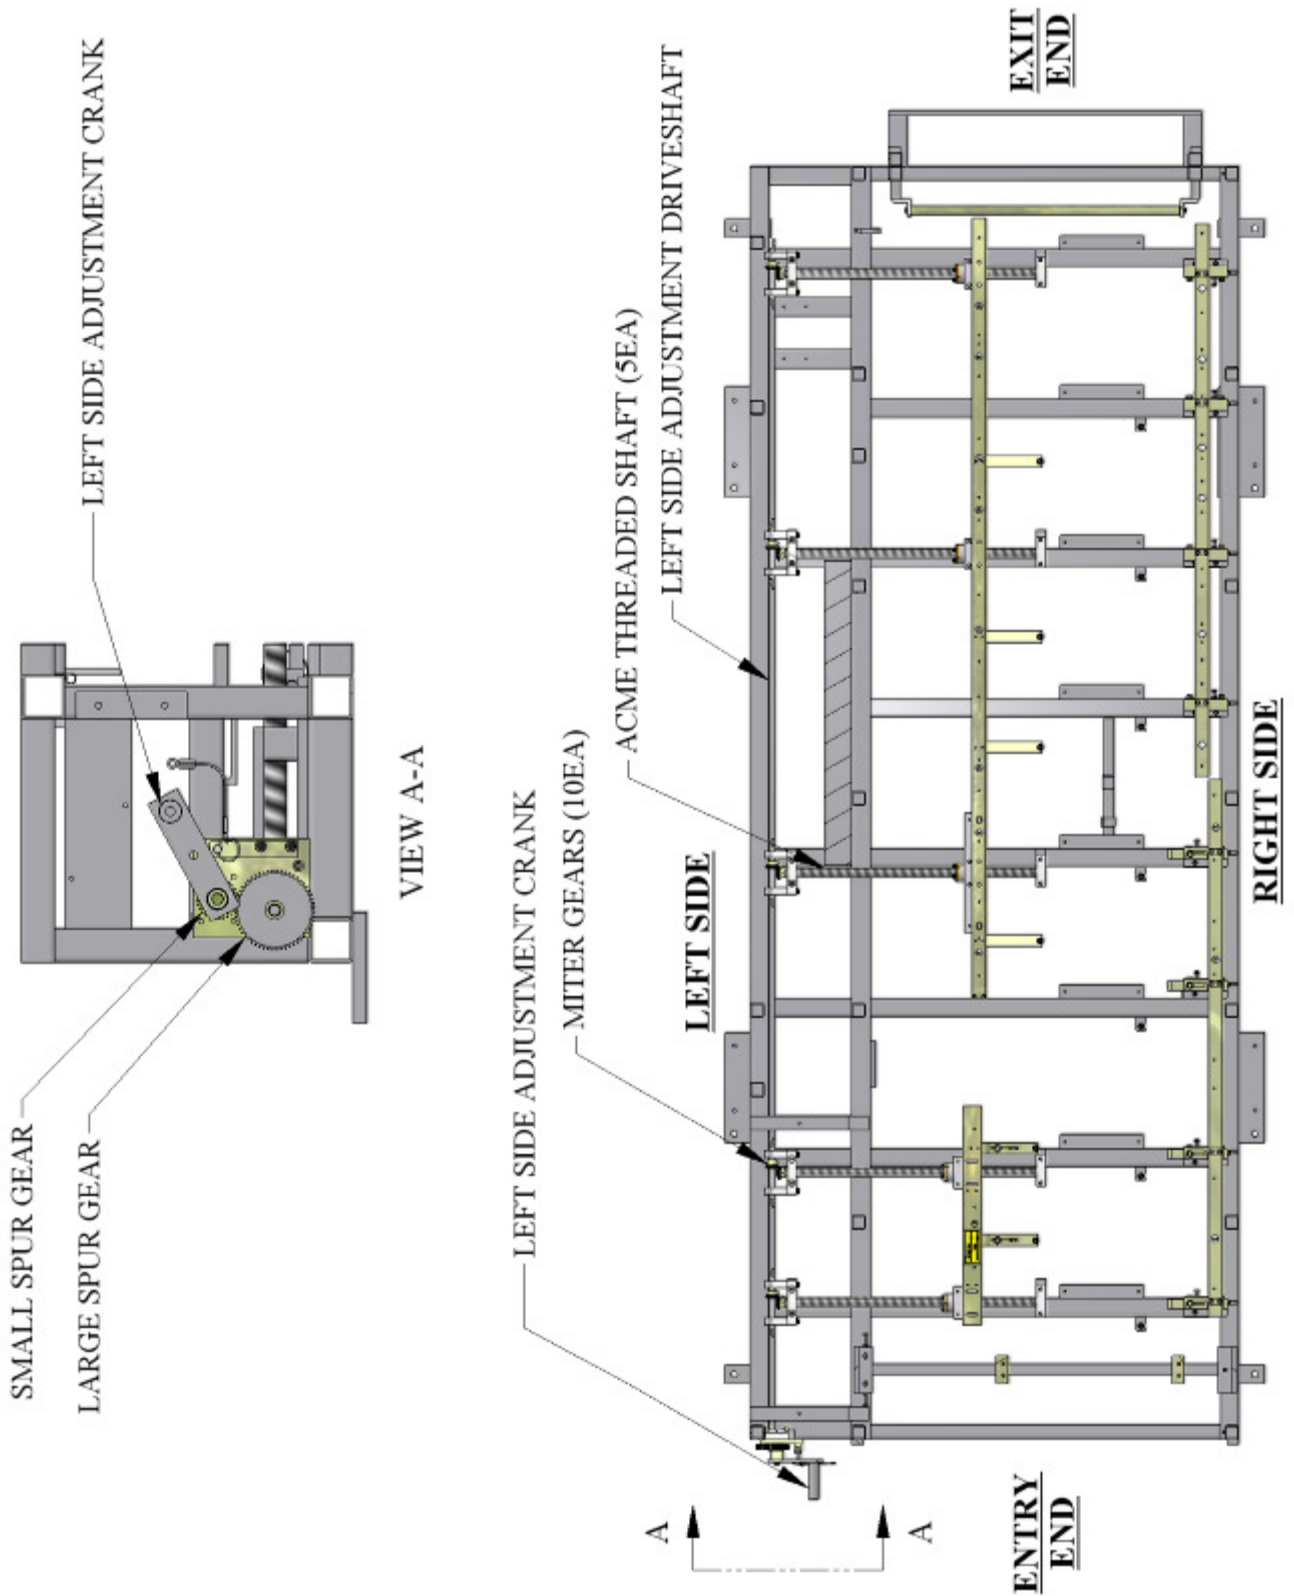 SMALL SPUR GEAR
LARGE SPUR GEAR
LEFT SIDE ADJUSTMENT CRANK
VIEW A-A
LEFT SIDE ADJUSTMENT CRANK
MITER GEARS (10EA)
ACME THREADED SHAFT (5EA)
LEFT SIDE ADJUSTMENT DRIVESHAFT
A
A
LEFT SIDE
ENTRY
END
EXIT
END
RIGHT SIDE